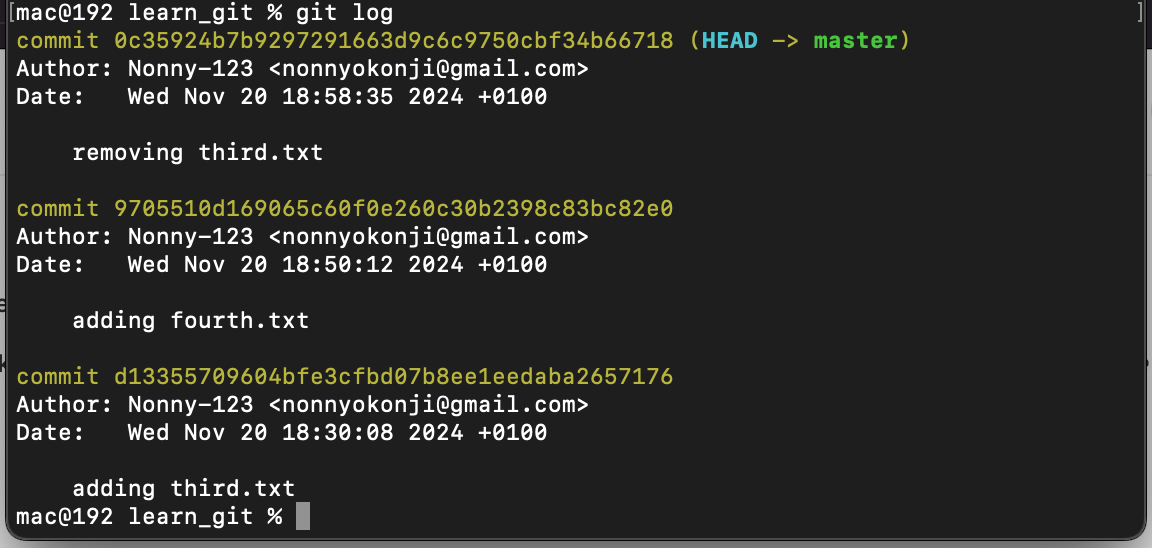 [mac@192 learn_git % git log ]
commit 0c35924b7b9297291663d9c6c9750cbf34b66718 (HEAD -> master)
Author: Nonny-123 <nonnyokonji@gmail.com>
Date:   Wed Nov 20 18:58:35 2024 +0100
removing third.txt
commit 9705510d169065c60f0e260c30b2398c83bc82e0
Author: Nonny-123 <nonnyokonji@gmail.com>
Date:   Wed Nov 20 18:50:12 2024 +0100
adding fourth.txt
commit d13355709604bfe3cfbd07b8ee1eedaba2657176
Author: Nonny-123 <nonnyokonji@gmail.com>
Date:   Wed Nov 20 18:30:08 2024 +0100
adding third.txt
mac@192 learn_git %